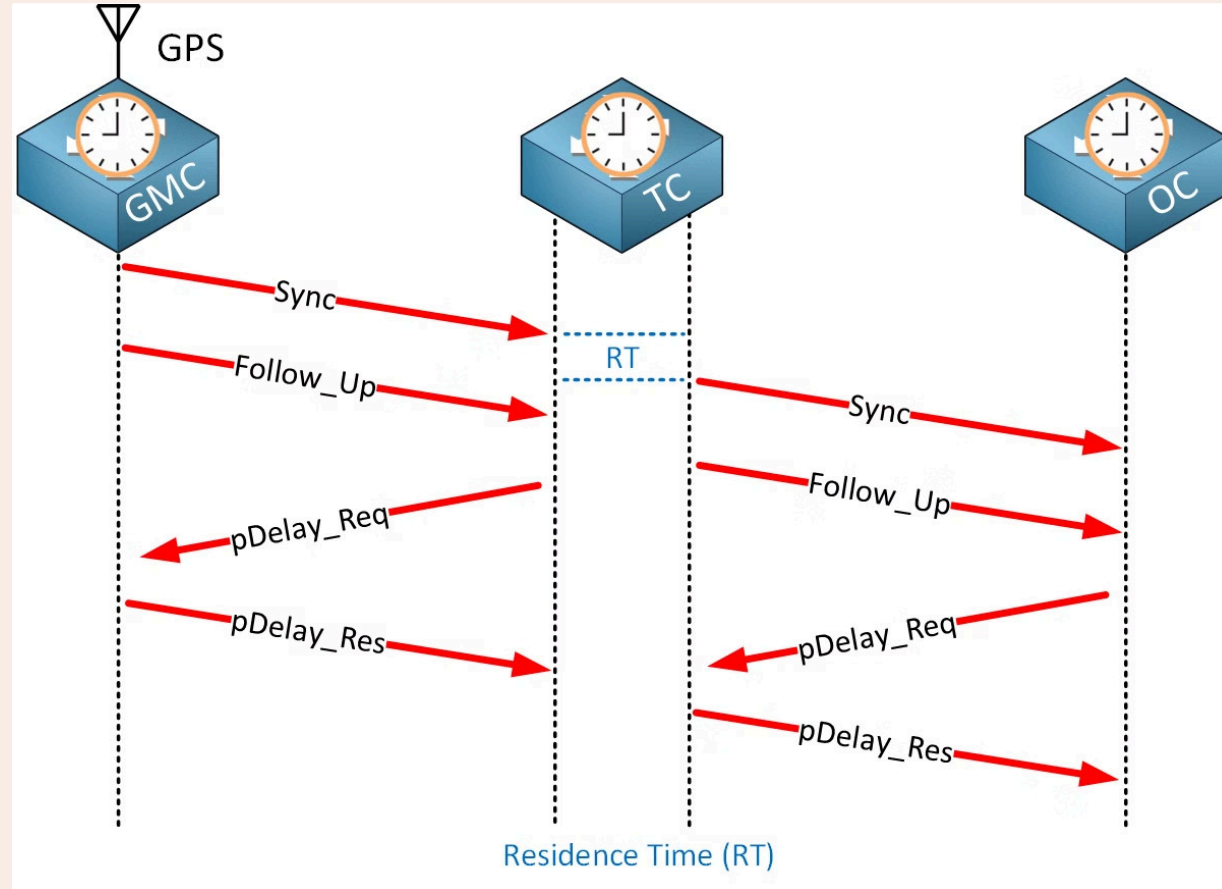 GPS
GMC
TC
OC
Sync
RT
Follow_Up
Sync
Follow_Up
pDelay_Req
pDelay_Res
pDelay_Req
pDelay_Res
Residence Time (RT)